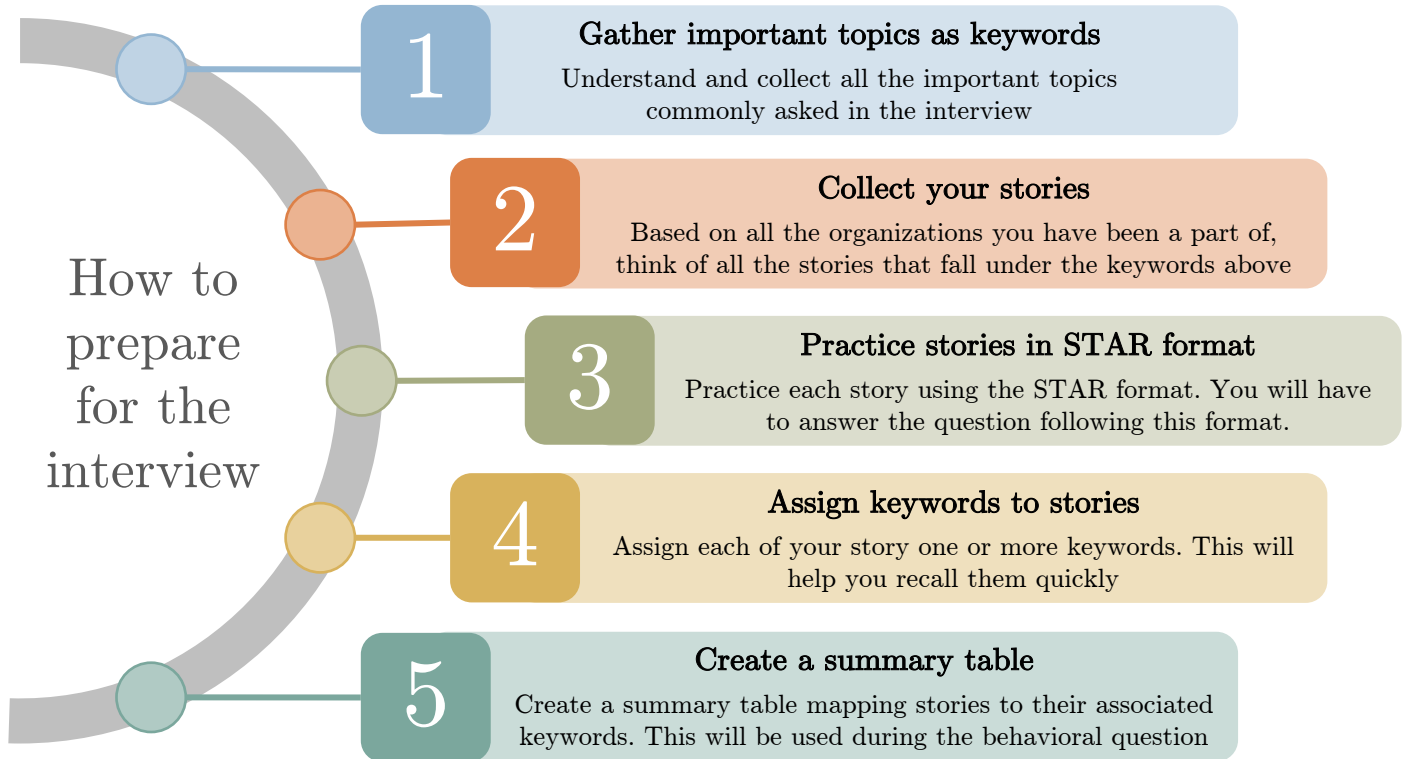 How to
prepare
for the
interview
1
Gather important topics as keywords
Understand and collect all the important topics
commonly asked in the interview
2
Collect your stories
Based on all the organizations you have been a part of,
think of all the stories that fall under the keywords above
3
Practice stories in STAR format
Practice each story using the STAR format. You will have
to answer the question following this format.
4
Assign keywords to stories
Assign each of your story one or more keywords. This will
help you recall them quickly
5
Create a summary table
Create a summary table mapping stories to their associated
keywords. This will be used during the behavioral question